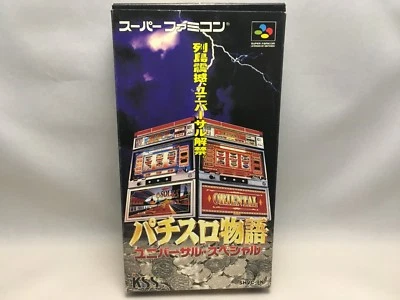 スーパーファミコン
列島震撼、ユニバーサル解禁
ORIENTAL
パチスロ物語
ユニバーサル・スペシャル
KSS